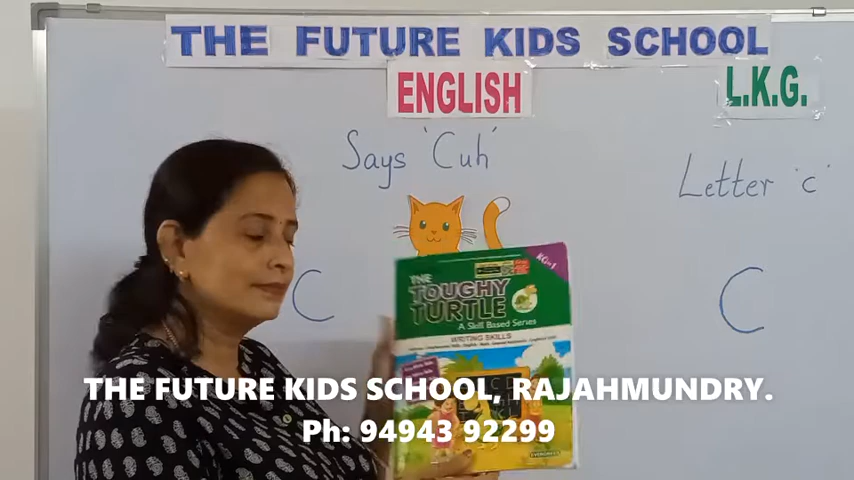 THE FUTURE KIDS SCHOOL
ENGLISH
L.K.G.
Says 'Cuh'
Letter 'c'
C
C
KG-1
THE
TOUGHY
TURTLE
A Skill Based Series
WRITING SKILLS
EVERGREEN
THE FUTURE KIDS SCHOOL, RAJAHMUNDRY.
Ph: 94943 92299